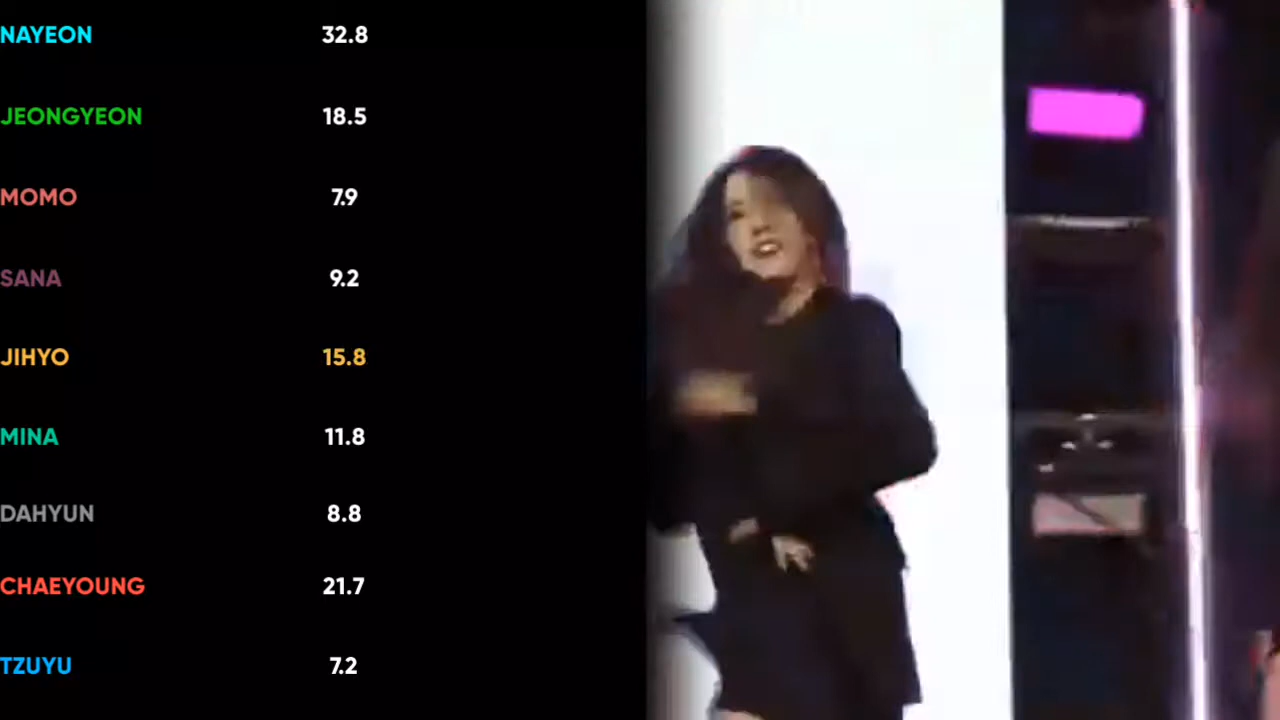 NAYEON 32.8
JEONGYEON 18.5
MOMO 7.9
SANA 9.2
JIHYO 15.8
MINA 11.8
DAHYUN 8.8
CHAEYOUNG 21.7
TZUYU 7.2